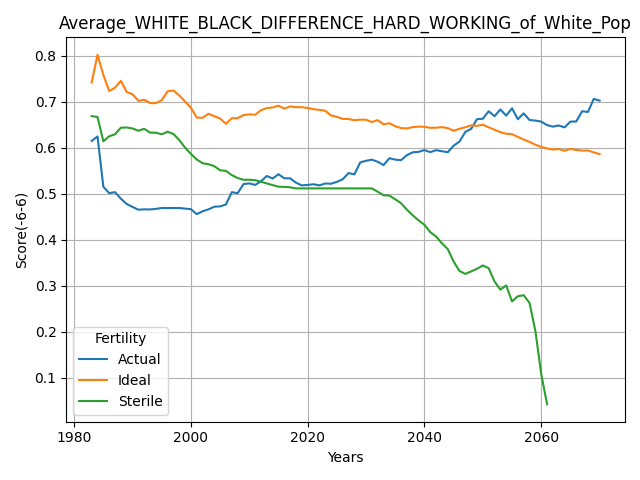 Average_WHITE_BLACK_DIFFERENCE_HARD_WORKING_of_White_Pop
Score(-6-6)
0.8
0.7
0.6
0.5
0.4
0.3
0.2
0.1
Fertility
Actual
Ideal
Sterile
1980 2000 2020 2040 2060
Years